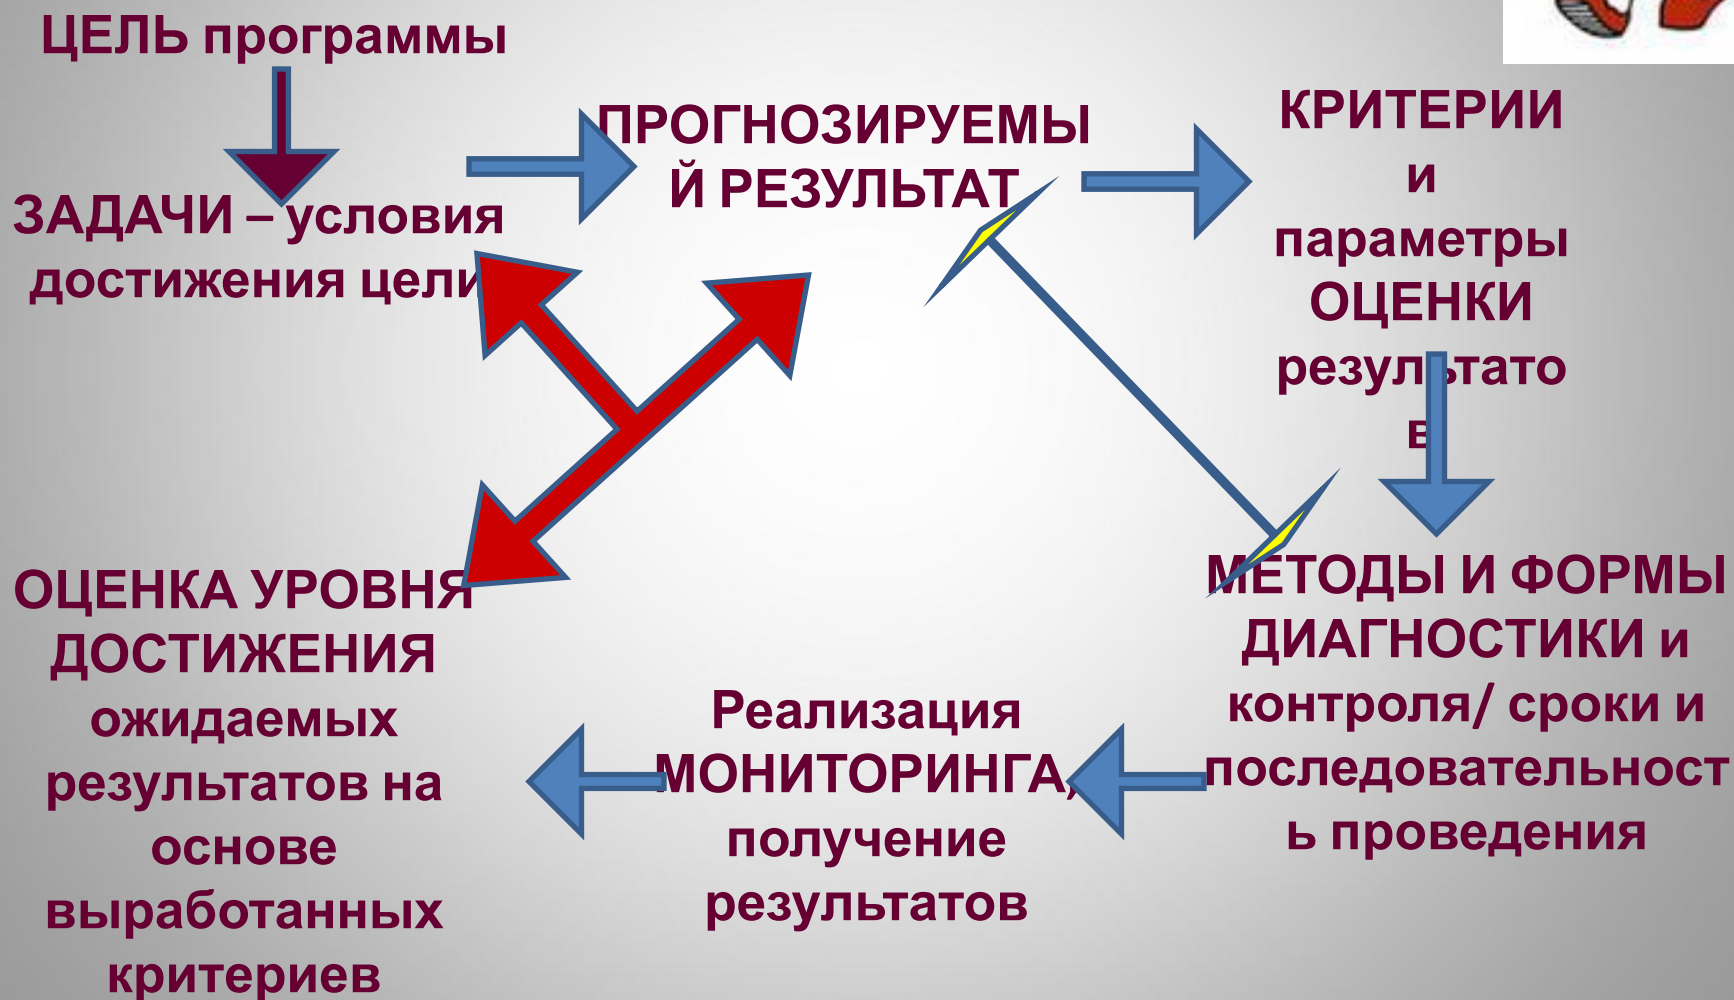 ЦЕЛЬ программы
ЗАДАЧИ – условия
достижения цели
ПРОГНОЗИРУЕМЫ
Й РЕЗУЛЬТАТ
КРИТЕРИИ
и
параметры
ОЦЕНКИ
результато
в
МЕТОДЫ И ФОРМЫ
ДИАГНОСТИКИ и
контроля/ сроки и
последовательност
ь проведения
Реализация
МОНИТОРИНГА,
получение
результатов
ОЦЕНКА УРОВНЯ
ДОСТИЖЕНИЯ
ожидаемых
результатов на
основе
выработанных
критериев